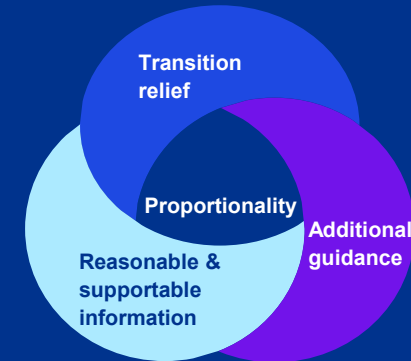 Transition
relief
Proportionality
Additional
guidance
Reasonable &
supportable
information